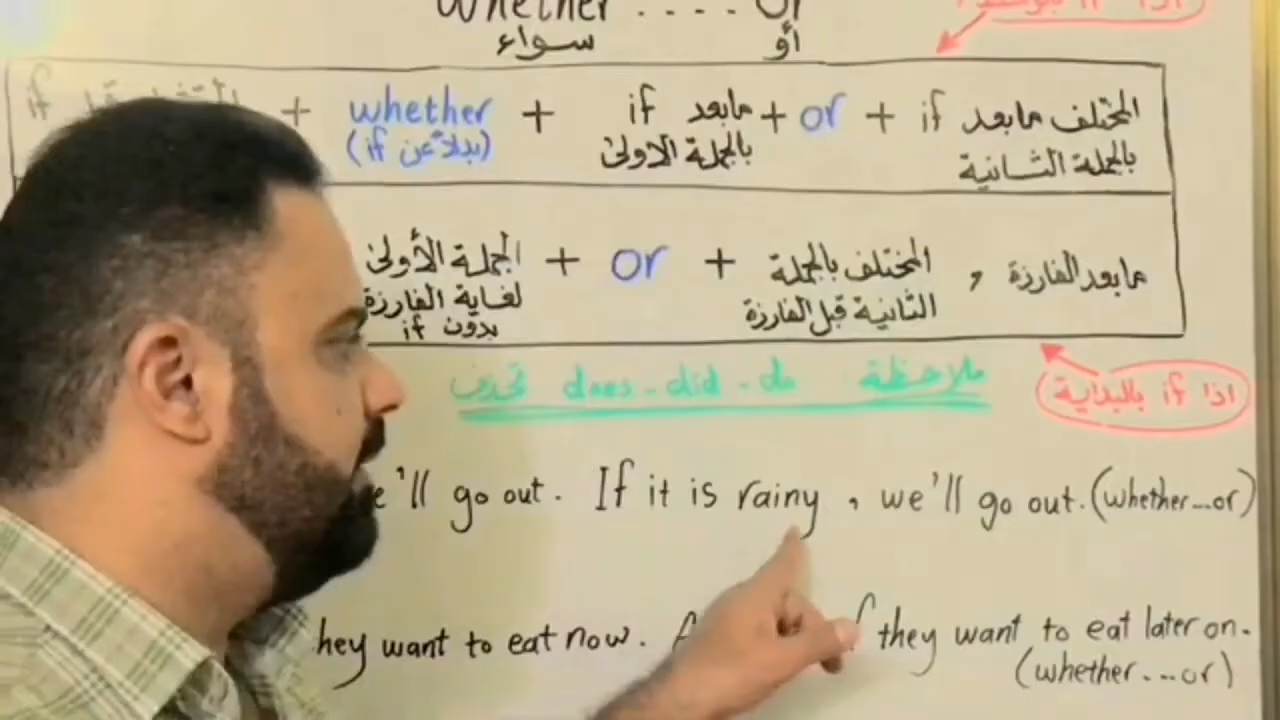 Whether .... or
سواء أو
+ whether + مابعد if + or + المختلف مابعد if
(بدلاً عن if) بالجملة الاولى بالجملة الثانية
الجملة الأولى + or + المختلف بالجملة , مابعد الفارزة
لغاية الفارزة الثانية قبل الفارزة
بدون if
ملاحظة does - did - do تحذف
اذا if بالبداية
we'll go out. If it is rainy , we'll go out. (whether...or)
they want to eat now. if they want to eat later on.
(whether...or)